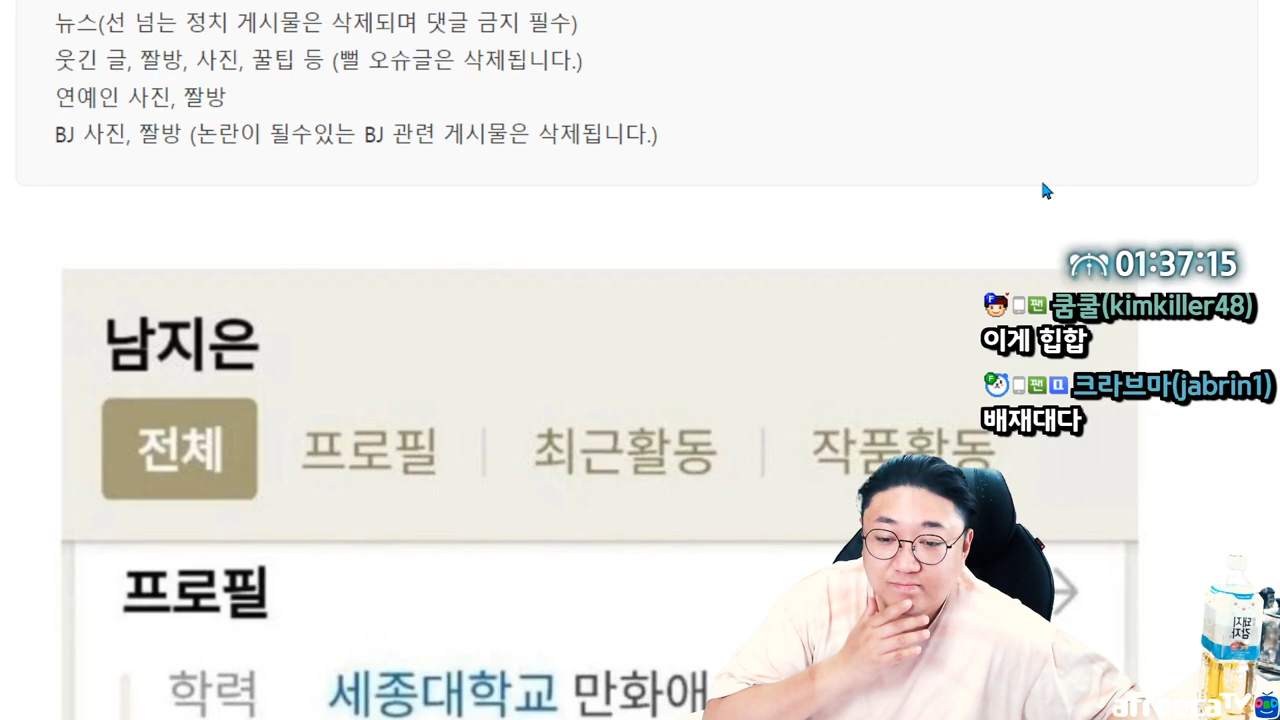 뉴스(선 넘는 정치 게시물은 삭제되며 댓글 금지 필수)
웃긴 글, 짤방, 사진, 꿀팁 등 (뻘 오슈글은 삭제됩니다.)
연예인 사진, 짤방
BJ 사진, 짤방 (논란이 될수있는 BJ 관련 게시물은 삭제됩니다.)
01:37:15
쿰쿨(kimkiller48)
이게 힙합
크라브마(jabrin1)
배재대다
남지은
전체 프로필 최근활동 작품활동
프로필
학력 세종대학교 만화애